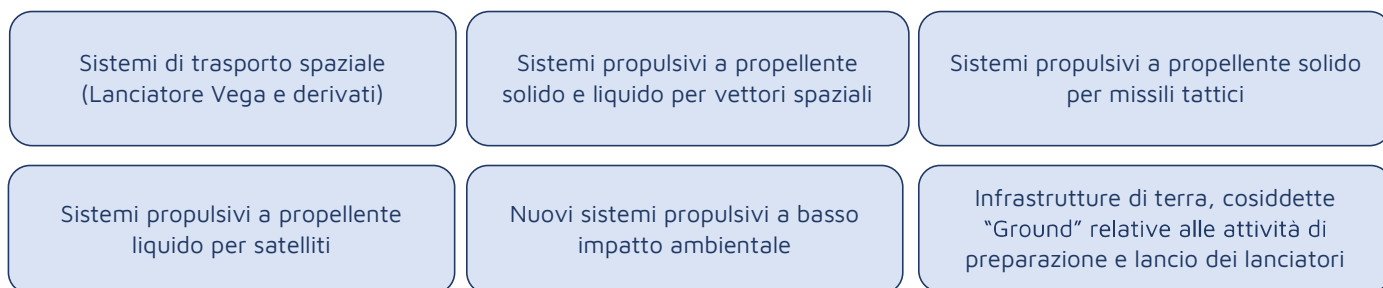 Sistemi di trasporto spaziale
(Lanciatore Vega e derivati)
Sistemi propulsivi a propellente
solido e liquido per vettori spaziali
Sistemi propulsivi a propellente solido
per missili tattici
Sistemi propulsivi a propellente
liquido per satelliti
Nuovi sistemi propulsivi a basso
impatto ambientale
Infrastrutture di terra, cosiddette
“Ground” relative alle attività di
preparazione e lancio dei lanciatori